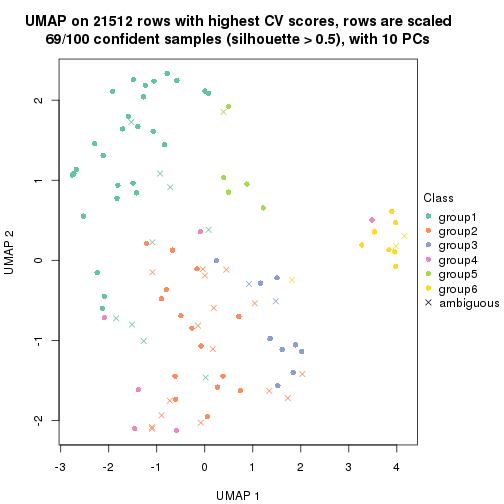 UMAP on 21512 rows with highest CV scores, rows are scaled
69/100 confident samples (silhouette > 0.5), with 10 PCs
2
1
0
-1
-2
UMAP 2
-3
-2
-1
0
1
2
3
4
UMAP 1
Class
group1
group2
group3
group4
group5
group6
ambiguous